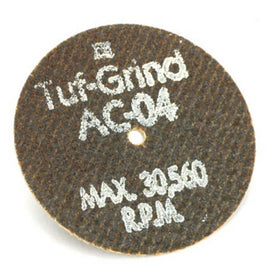 Tuf-Grind
AC-04
MAX. 30,560
R.P.M.